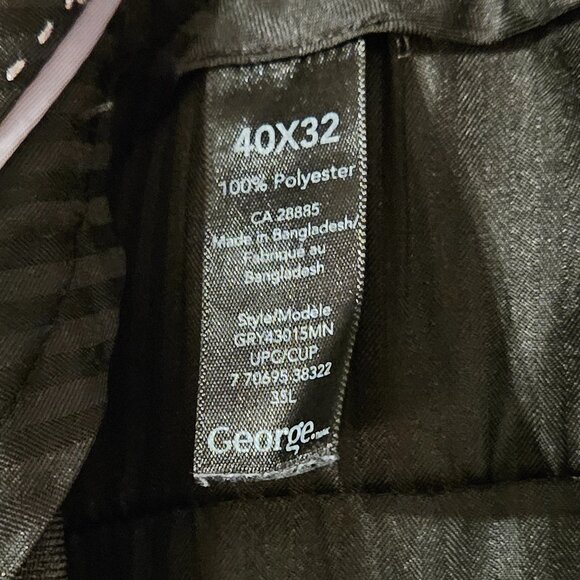 40X32
100% Polyester
CA 28885
Made in Bangladesh/
Fabriqué au
Bangladesh
Style/Modèle
GRY43015MN
UPC/CUP
7 70695 38322
35L
George